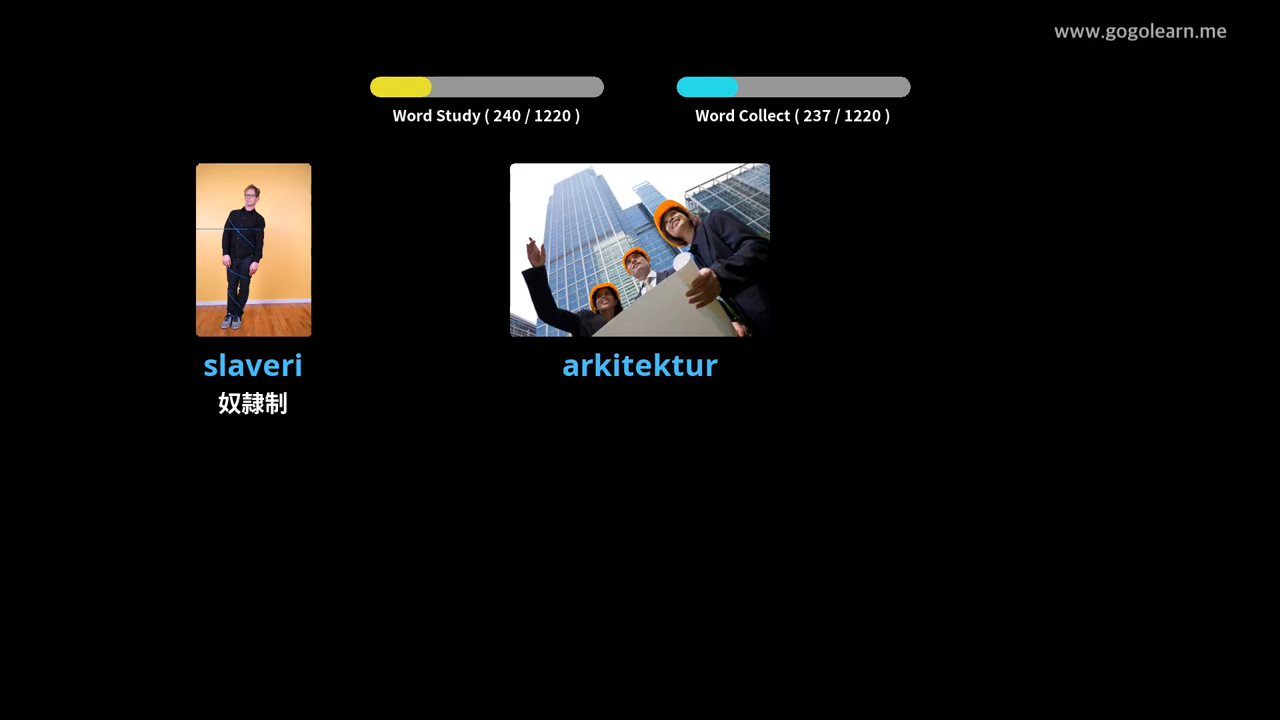 www.gogolearn.me
Word Study ( 240 / 1220 )
Word Collect ( 237 / 1220 )
slaveri
奴隷制
arkitektur